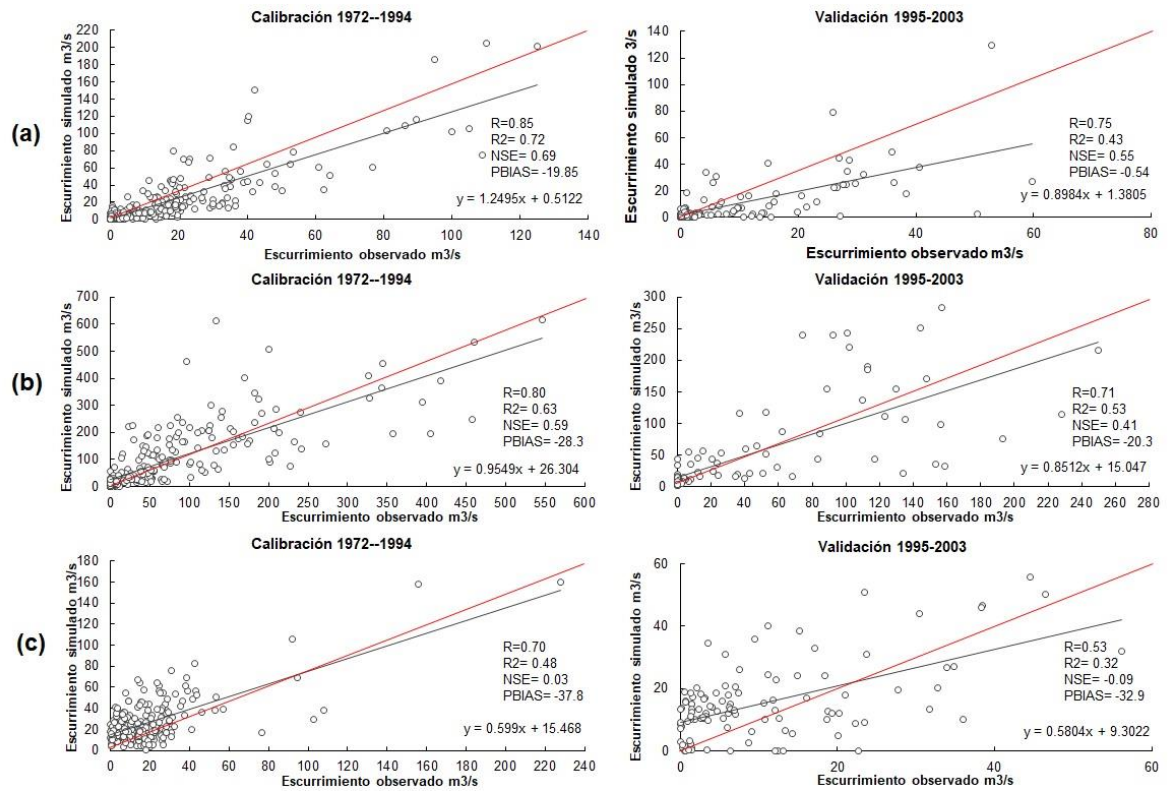 Calibración 1972--1994
Escurrimiento simulado m3/s
220
200
180
160
140
120
100
80
60
40
20
0
0 20 40 60 80 100 120 140
Escurrimiento observado m3/s
(a)
R=0.85
R2= 0.72
NSE= 0.69
PBIAS= -19.85
y = 1.2495x + 0.5122
Validación 1995-2003
Escurrimiento simulado 3/s
140
120
100
80
60
40
20
0
0 20 40 60 80
Escurrimiento observado m3/s
R=0.75
R2= 0.43
NSE= 0.55
PBIAS= -0.54
y = 0.8984x + 1.3805
Calibración 1972--1994
Escurrimiento simulado m3/s
700
600
500
400
300
200
100
0
0 50 100 150 200 250 300 350 400 450 500 550 600
Escurrimiento observado m3/s
(b)
R=0.80
R2= 0.63
NSE= 0.59
PBIAS= -28.3
y = 0.9549x + 26.304
Validación 1995-2003
Escurrimiento simulado m3/s
300
250
200
150
100
50
0
0 20 40 60 80 100 120 140 160 180 200 220 240 260 280
Escurrimiento observado m3/s
R=0.71
R2= 0.53
NSE= 0.41
PBIAS= -20.3
y = 0.8512x + 15.047
Calibración 1972--1994
Escurrimiento simulado m3/s
180
160
140
120
100
80
60
40
20
0
0 20 40 60 80 100 120 140 160 180 200 220 240
Escurrimiento observado m3/s
(c)
R=0.70
R2= 0.48
NSE= 0.03
PBIAS= -37.8
y = 0.599x + 15.468
Validación 1995-2003
Escurrimiento simulado m3/s
60
40
20
0
0 20 40 60
Escurrimiento observado m3/s
R=0.53
R2= 0.32
NSE= -0.09
PBIAS= -32.9
y = 0.5804x + 9.3022